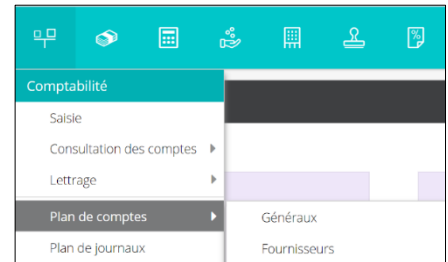 Comptabilité
Saisie
Consultation des comptes
Lettrage
Plan de comptes
Généraux
Plan de journaux
Fournisseurs